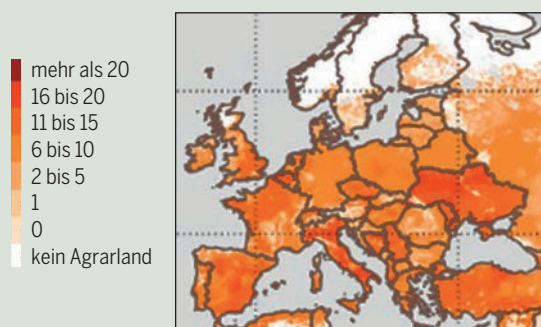 mehr als 20
16 bis 20
11 bis 15
6 bis 10
2 bis 5
1
0
kein Agrarland